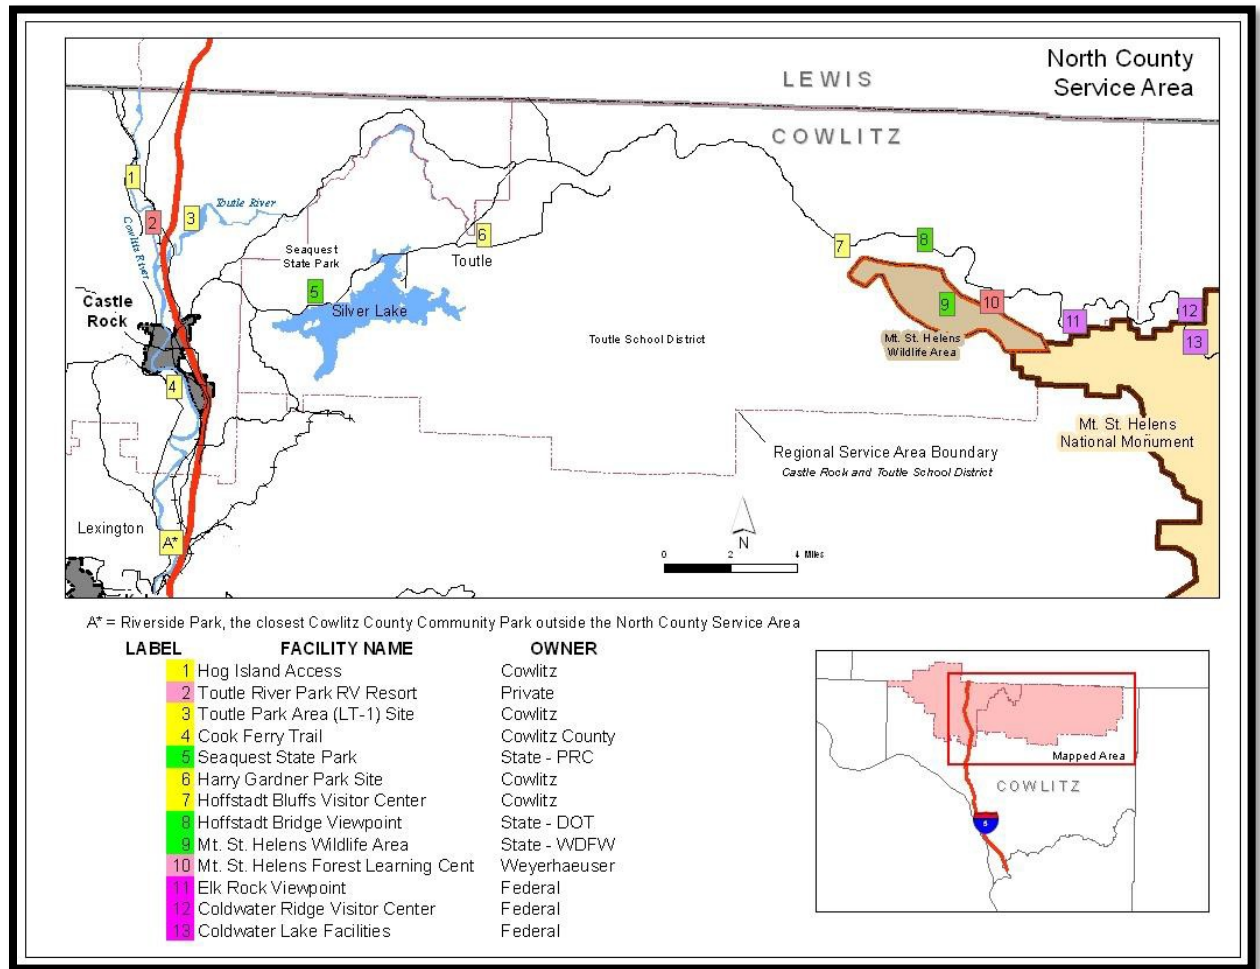 North County
Service Area
LEWIS
COWLITZ
1
2
3
Toutle River
Cowlitz River
6
Toutle
7
8
Seaquest
State Park
5
Silver Lake
9
10
11
12
13
Castle
Rock
4
Toutle School District
Mt. St. Helens
Wildlife Area
Mt. St. Helens
National Monument
Regional Service Area Boundary
Castle Rock and Toutle School District
Lexington
A*
N
0 2 4 Miles
A* = Riverside Park, the closest Cowlitz County Community Park outside the North County Service Area
LABEL FACILITY NAME OWNER
1 Hog Island Access Cowlitz
2 Toutle River Park RV Resort Private
3 Toutle Park Area (LT-1) Site Cowlitz
4 Cook Ferry Trail Cowlitz County
5 Seaquest State Park State - PRC
6 Harry Gardner Park Site Cowlitz
7 Hoffstadt Bluffs Visitor Center Cowlitz
8 Hoffstadt Bridge Viewpoint State - DOT
9 Mt. St. Helens Wildlife Area State - WDFW
10 Mt. St. Helens Forest Learning Cent Weyerhaeuser
11 Elk Rock Viewpoint Federal
12 Coldwater Ridge Visitor Center Federal
13 Coldwater Lake Facilities Federal
Mapped Area
COWLITZ
5